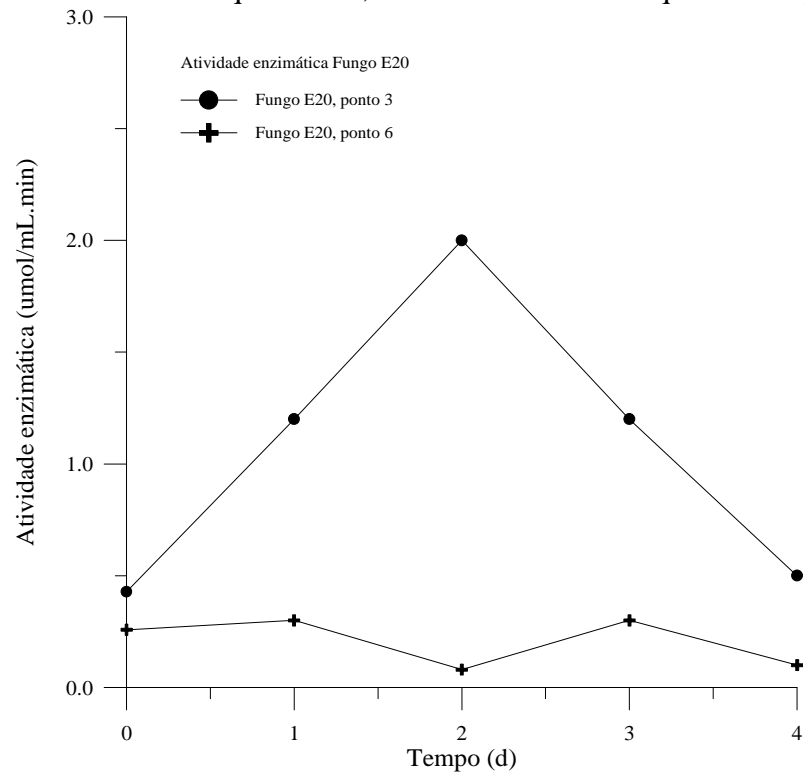 3.0
Atividade enzimática Fungo E20
Fungo E20, ponto 3
Fungo E20, ponto 6
2.0
1.0
0.0
Atividade enzimática (umol/mL.min)
0 1 2 3 4
Tempo (d)